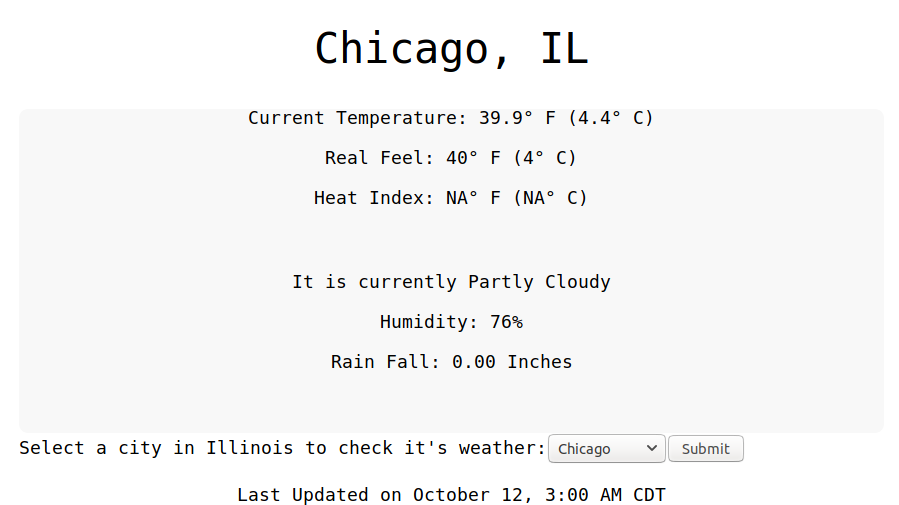 Chicago, IL
Current Temperature: 39.9° F (4.4° C)
Real Feel: 40° F (4° C)
Heat Index: NA° F (NA° C)
It is currently Partly Cloudy
Humidity: 76%
Rain Fall: 0.00 Inches
Select a city in Illinois to check it's weather: Chicago Submit
Last Updated on October 12, 3:00 AM CDT